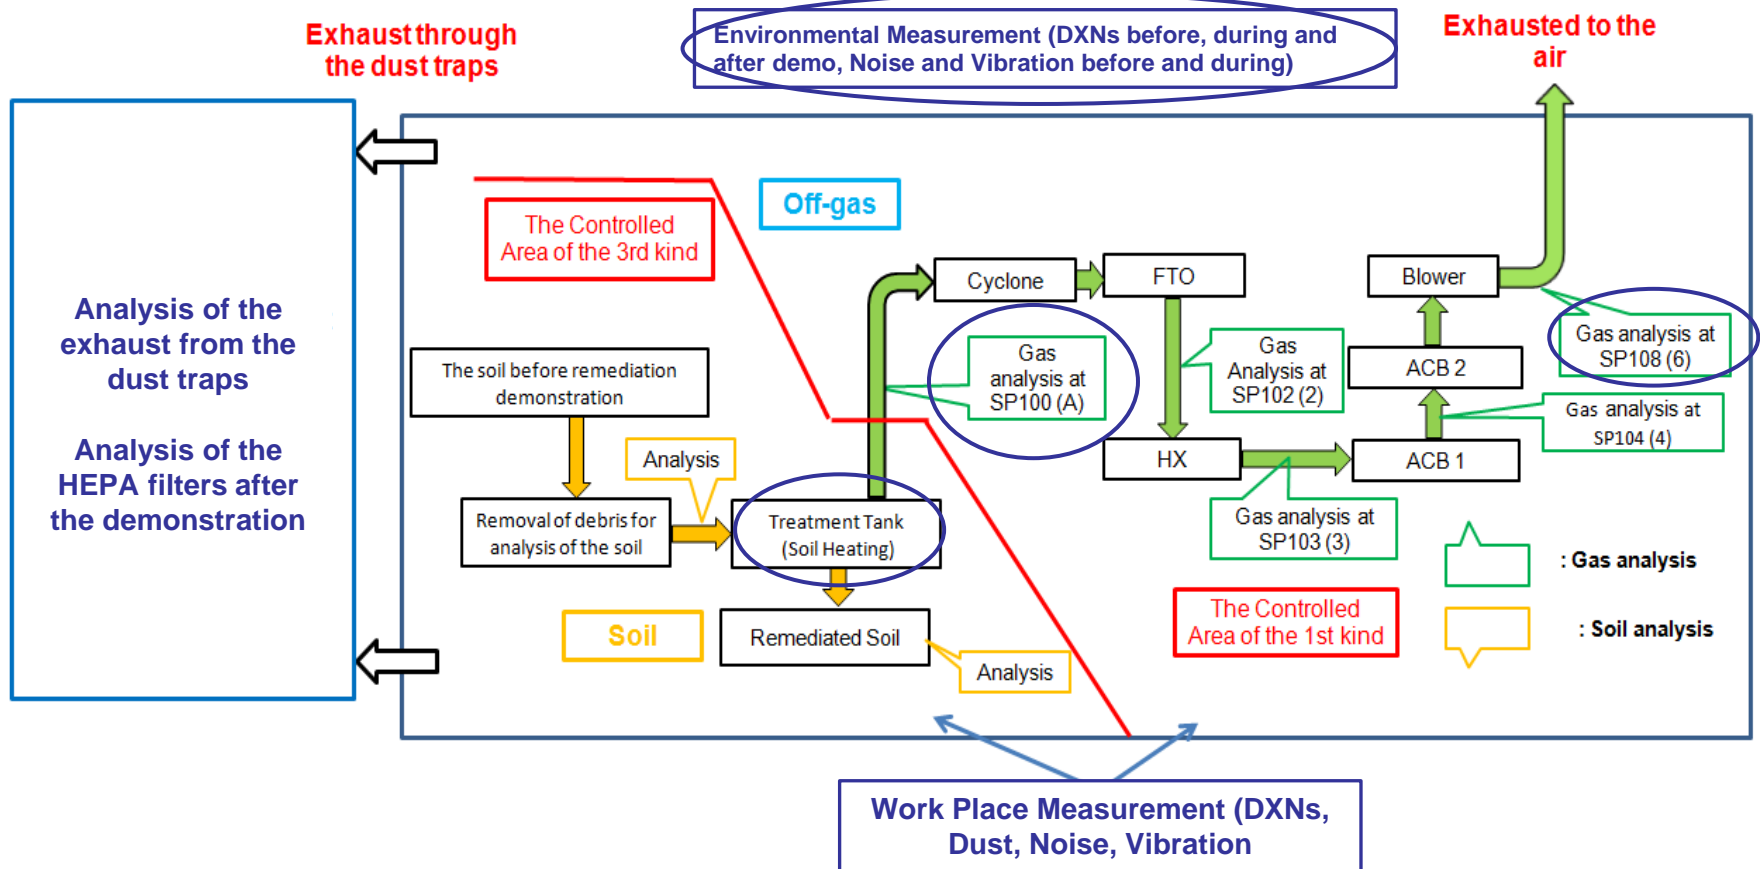 Exhaust through
the dust traps
Environmental Measurement (DXNs before, during and
after demo, Noise and Vibration before and during)
Exhausted to the
air
Analysis of the
exhaust from the
dust traps
Analysis of the
HEPA filters after
the demonstration
The Controlled
Area of the 3rd kind
Off-gas
Cyclone
FTO
Blower
Gas
analysis at
SP100 (A)
Gas
Analysis at
SP102 (2)
Gas analysis at
SP108 (6)
The soil before remediation
demonstration
ACB 2
Gas analysis at
SP104 (4)
Analysis
HX
ACB 1
Removal of debris for
analysis of the soil
Treatment Tank
(Soil Heating)
Gas analysis at
SP103 (3)
: Gas analysis
Soil
Remediated Soil
Analysis
The Controlled
Area of the 1st kind
: Soil analysis
Work Place Measurement (DXNs,
Dust, Noise, Vibration